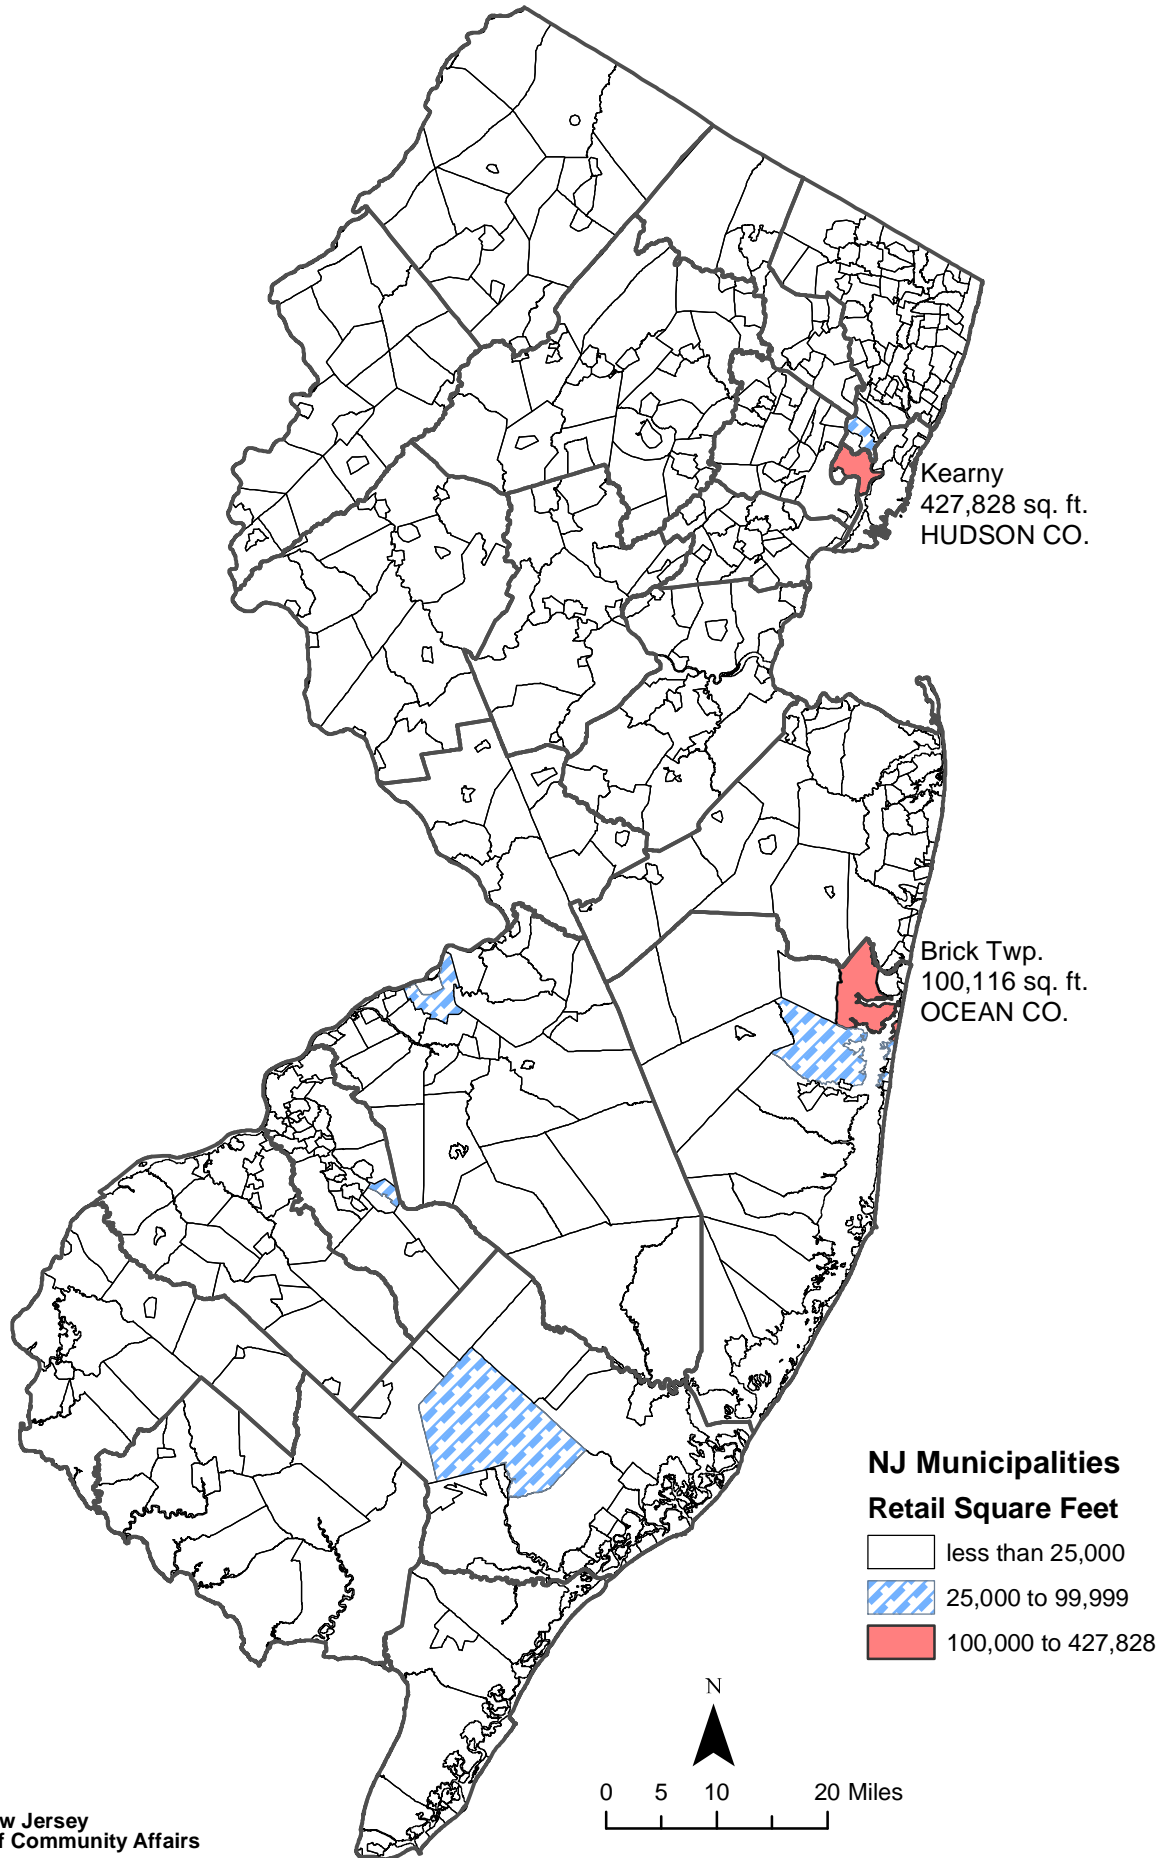 Kearny
427,828 sq. ft.
HUDSON CO.
Brick Twp.
100,116 sq. ft.
OCEAN CO.
NJ Municipalities
Retail Square Feet
less than 25,000
25,000 to 99,999
100,000 to 427,828
N
0 5 10 20 Miles
w Jersey
f Community Affairs